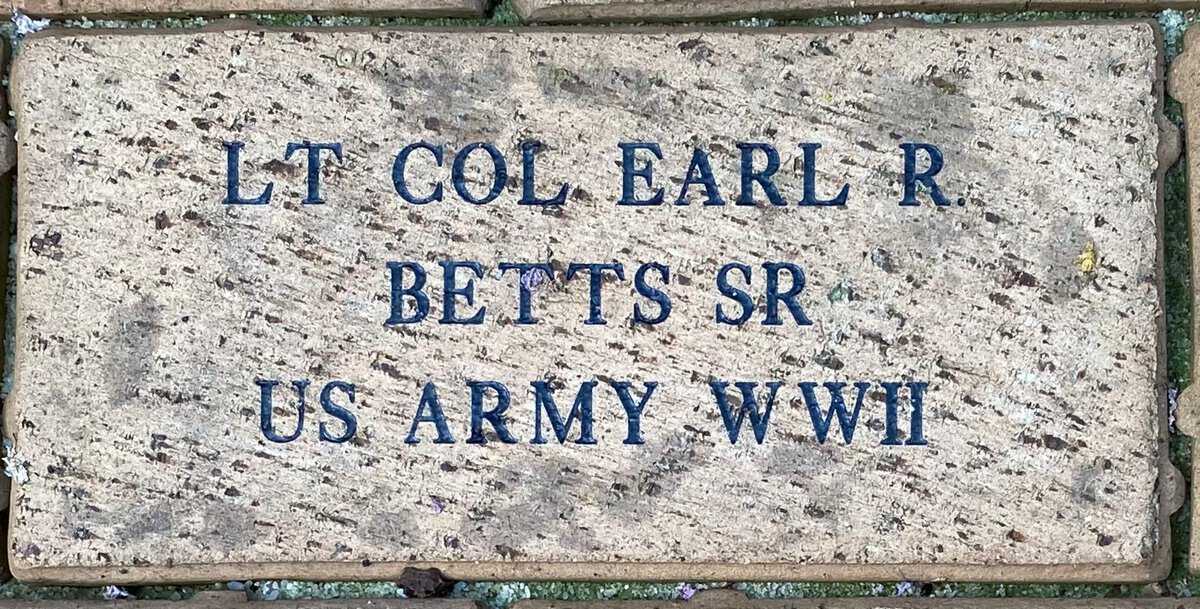 LT COL EARL R.
BETTS SR
US ARMY WWII